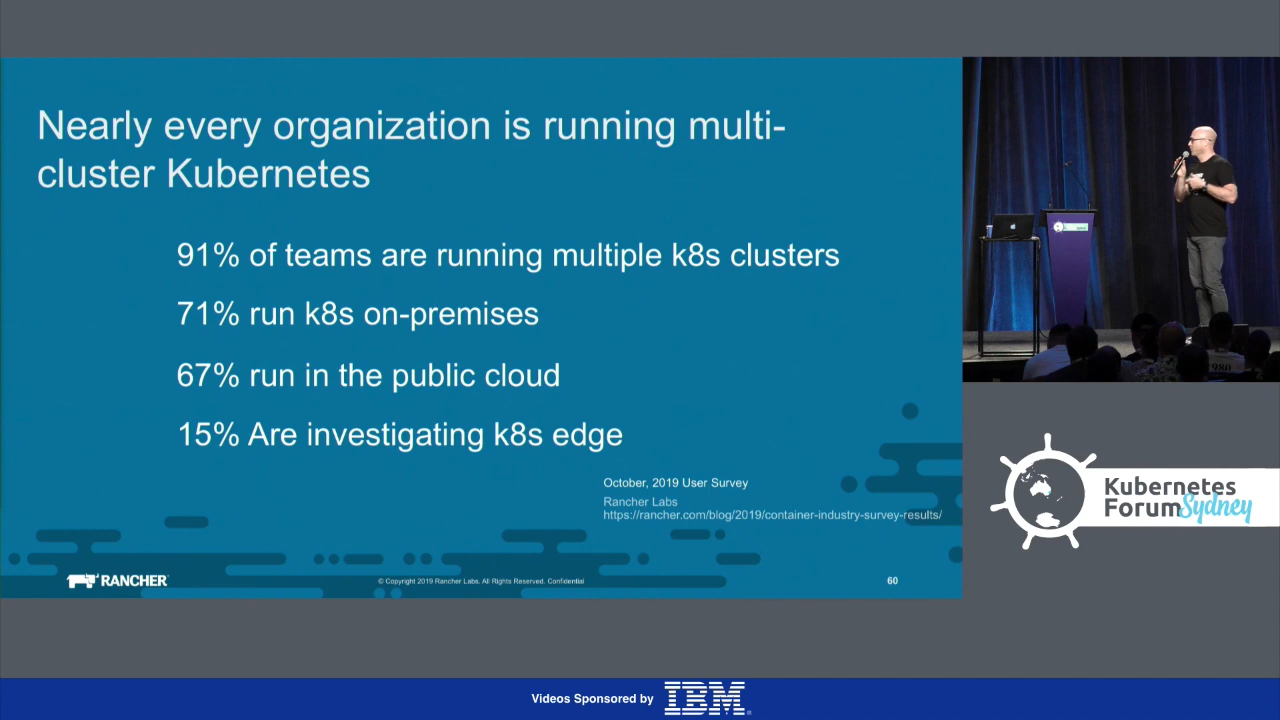 Nearly every organization is running multi-
cluster Kubernetes
91% of teams are running multiple k8s clusters
71% run k8s on-premises
67% run in the public cloud
15% Are investigating k8s edge
October, 2019 User Survey
Rancher Labs
https://rancher.com/blog/2019/container-industry-survey-results/
RANCHER
© Copyright 2019 Rancher Labs. All Rights Reserved. Confidential
60
Kubernetes
Forum Sydney
Videos Sponsored by IBM